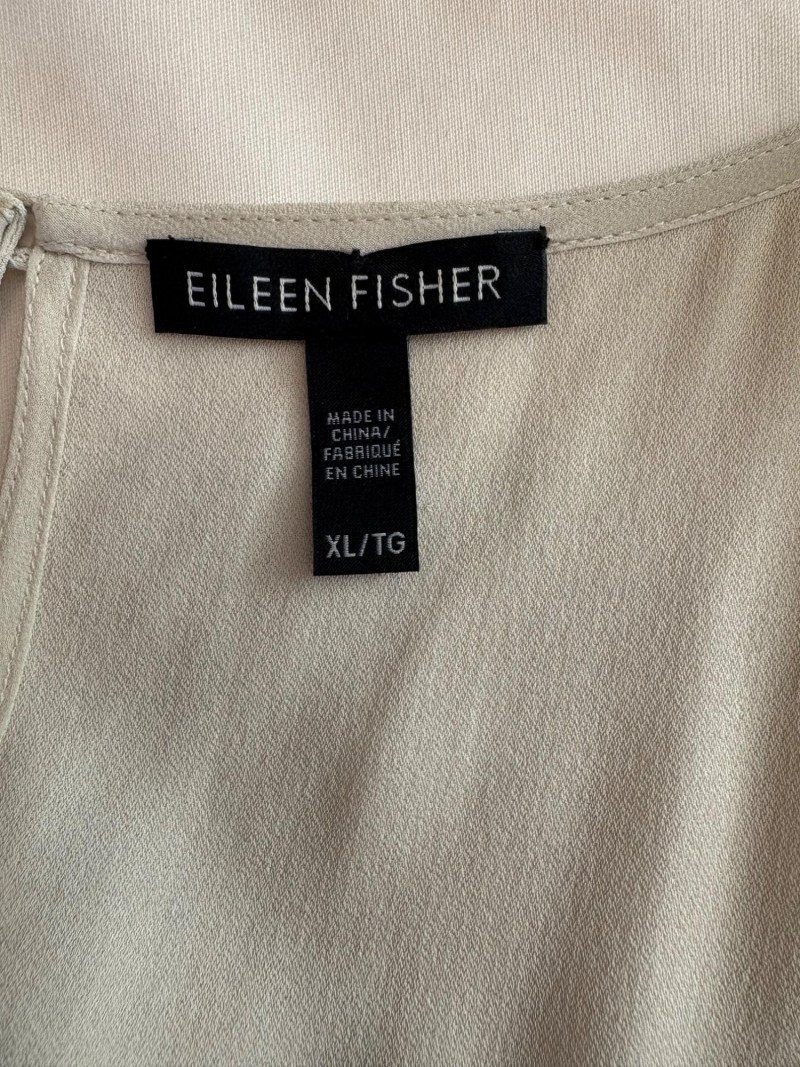 EILEEN FISHER
MADE IN
CHINA/
FABRIQUÉ
EN CHINE
XL/TG